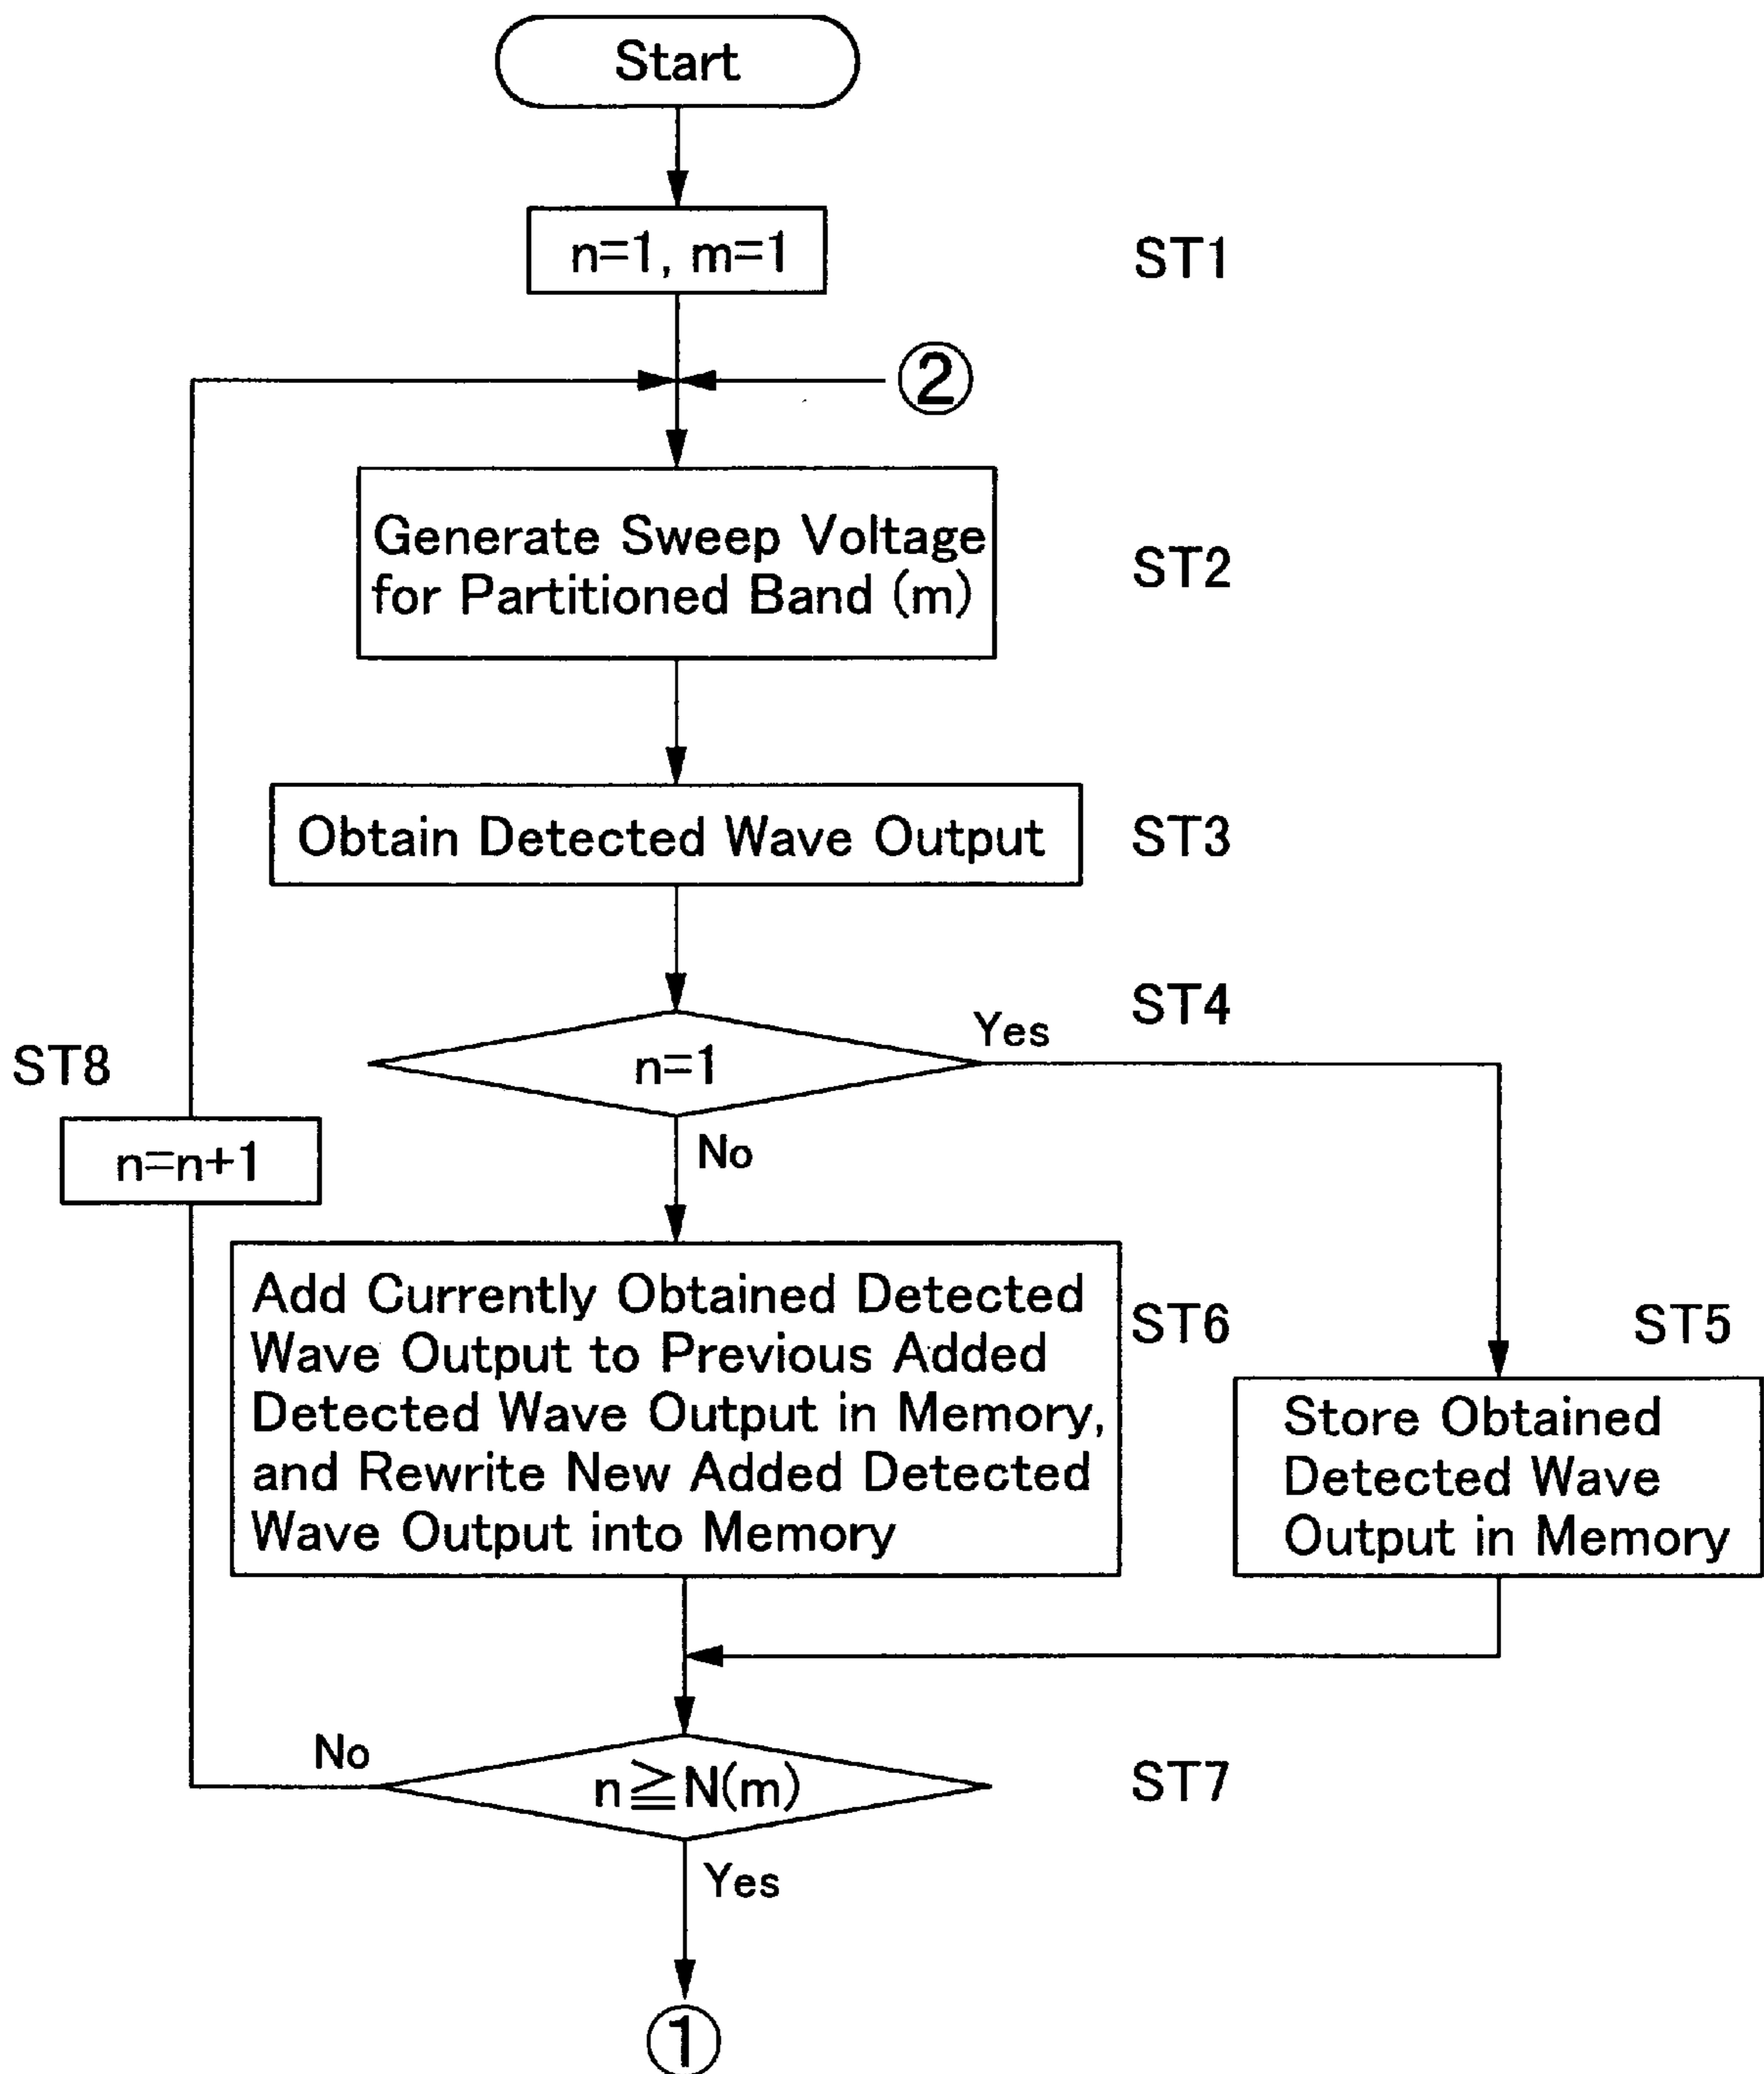 Start
n=1, m=1
ST1
②
Generate Sweep Voltage
for Partitioned Band (m)
ST2
Obtain Detected Wave Output
ST3
ST4
n=1
Yes
No
ST8
n=n+1
Add Currently Obtained Detected
Wave Output to Previous Added
Detected Wave Output in Memory,
and Rewrite New Added Detected
Wave Output into Memory
ST6
ST5
Store Obtained
Detected Wave
Output in Memory
No
n≧N(m)
ST7
Yes
①